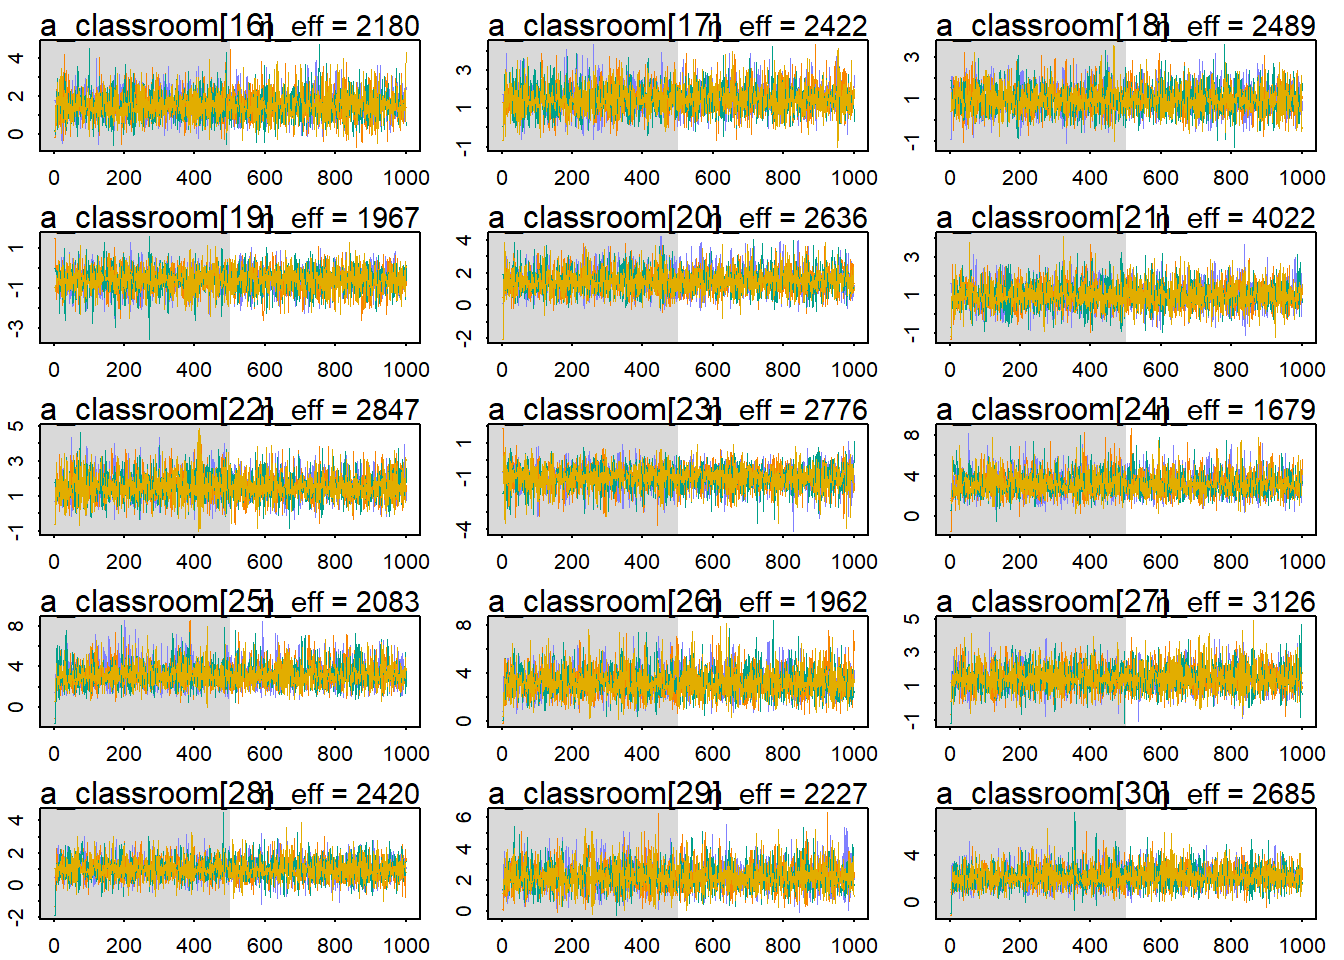 a_classroom[16] n_eff = 2180 a_classroom[17] n_eff = 2422 a_classroom[18] n_eff = 2489
4 2 0
3 1 -1
3 1 -1
0 200 400 600 800 1000 0 200 400 600 800 1000 0 200 400 600 800 1000
a_classroom[19] n_eff = 1967 a_classroom[20] n_eff = 2636 a_classroom[21] n_eff = 4022
1 -1 -3
4 2 0 -2
3 1 -1
0 200 400 600 800 1000 0 200 400 600 800 1000 0 200 400 600 800 1000
a_classroom[22] n_eff = 2847 a_classroom[23] n_eff = 2776 a_classroom[24] n_eff = 1679
5 3 1 -1
1 -1 -4
8 4 0
0 200 400 600 800 1000 0 200 400 600 800 1000 0 200 400 600 800 1000
a_classroom[25] n_eff = 2083 a_classroom[26] n_eff = 1962 a_classroom[27] n_eff = 3126
8 4 0
8 4 0
5 3 1 -1
0 200 400 600 800 1000 0 200 400 600 800 1000 0 200 400 600 800 1000
a_classroom[28] n_eff = 2420 a_classroom[29] n_eff = 2227 a_classroom[30] n_eff = 2685
4 2 0 -2
6 4 2 0
4 0
0 200 400 600 800 1000 0 200 400 600 800 1000 0 200 400 600 800 1000